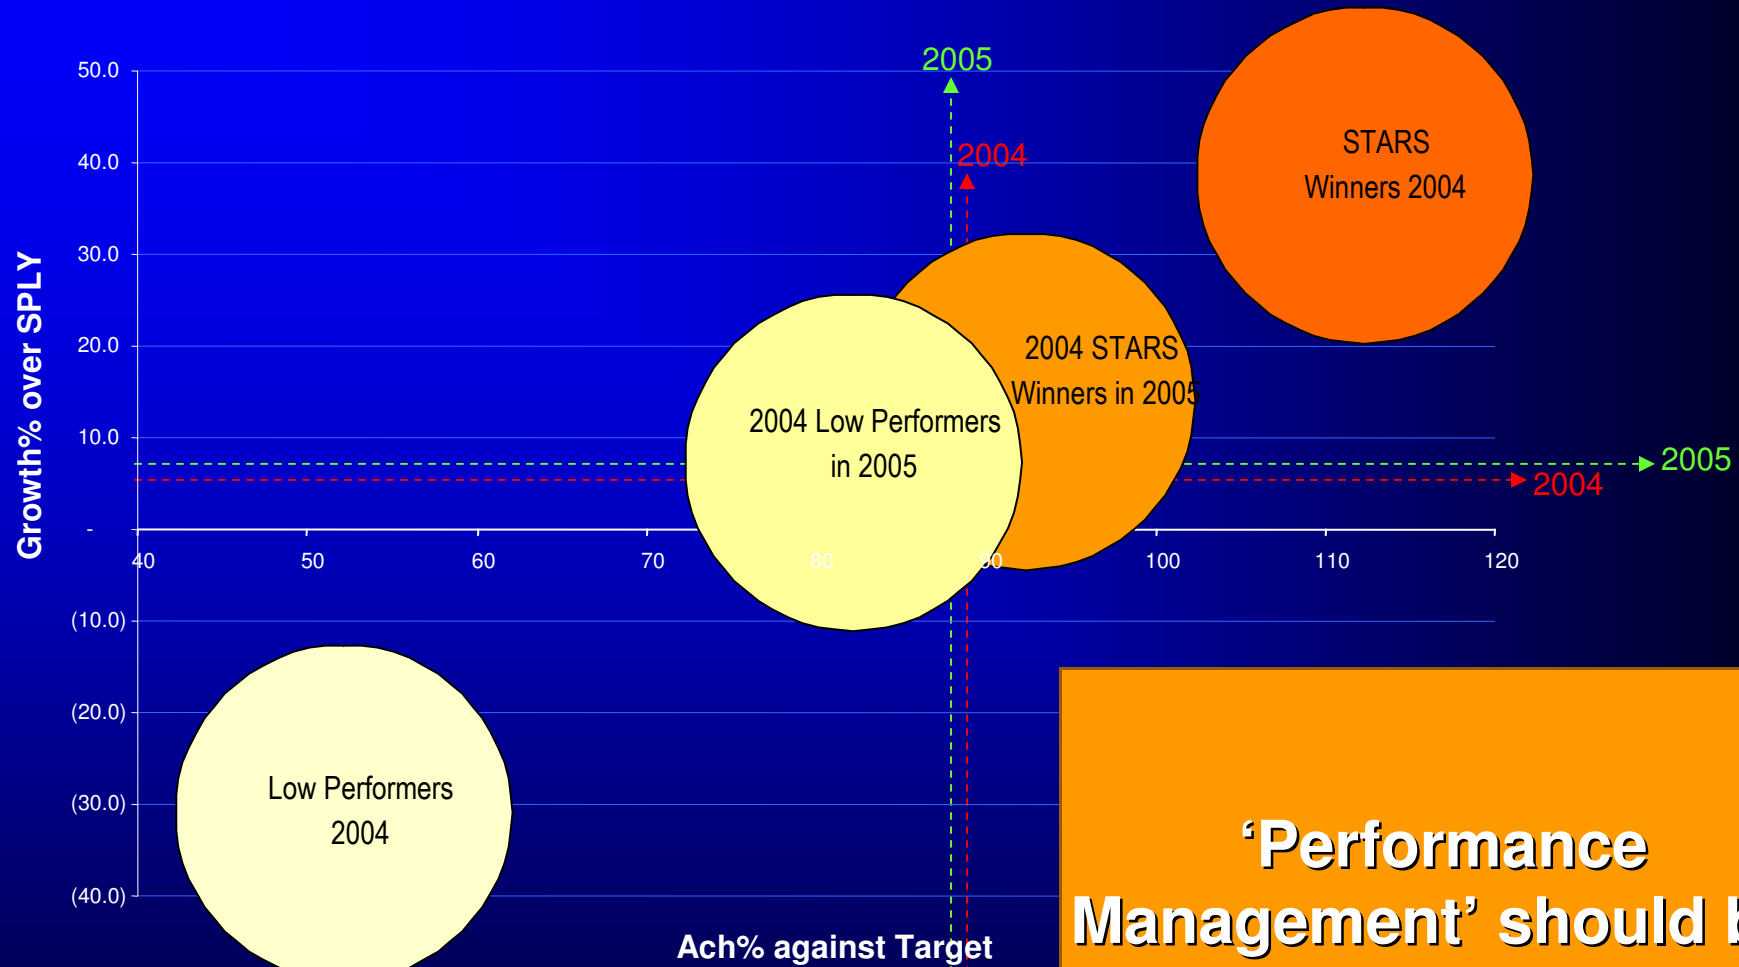 2005
50.0
2004
40.0
STARS
Winners 2004
30.0
Growth% over SPLY
20.0
2004 STARS
Winners in 2005
2004 Low Performers
in 2005
10.0
2005
2004
-
40 50 60 70 80 90 100 110 120
(10.0)
(20.0)
(30.0)
Low Performers
2004
(40.0)
Ach% against Target
‘Performance
Management’ should